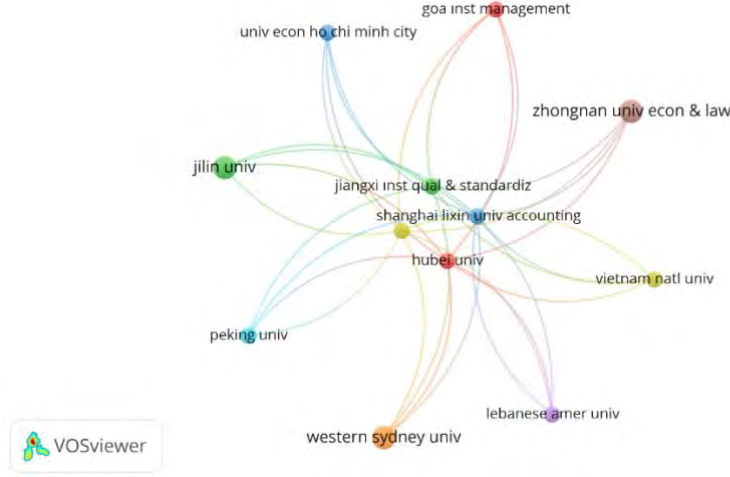 goa inst management
univ econ ho chi minh city
zhongnan univ econ & law
jilin univ
jiangxi inst qual & standardiz
shanghai lixin univ accounting
hubei univ
vietnam natl univ
peking univ
lebanese amer univ
western sydney univ
VOSviewer